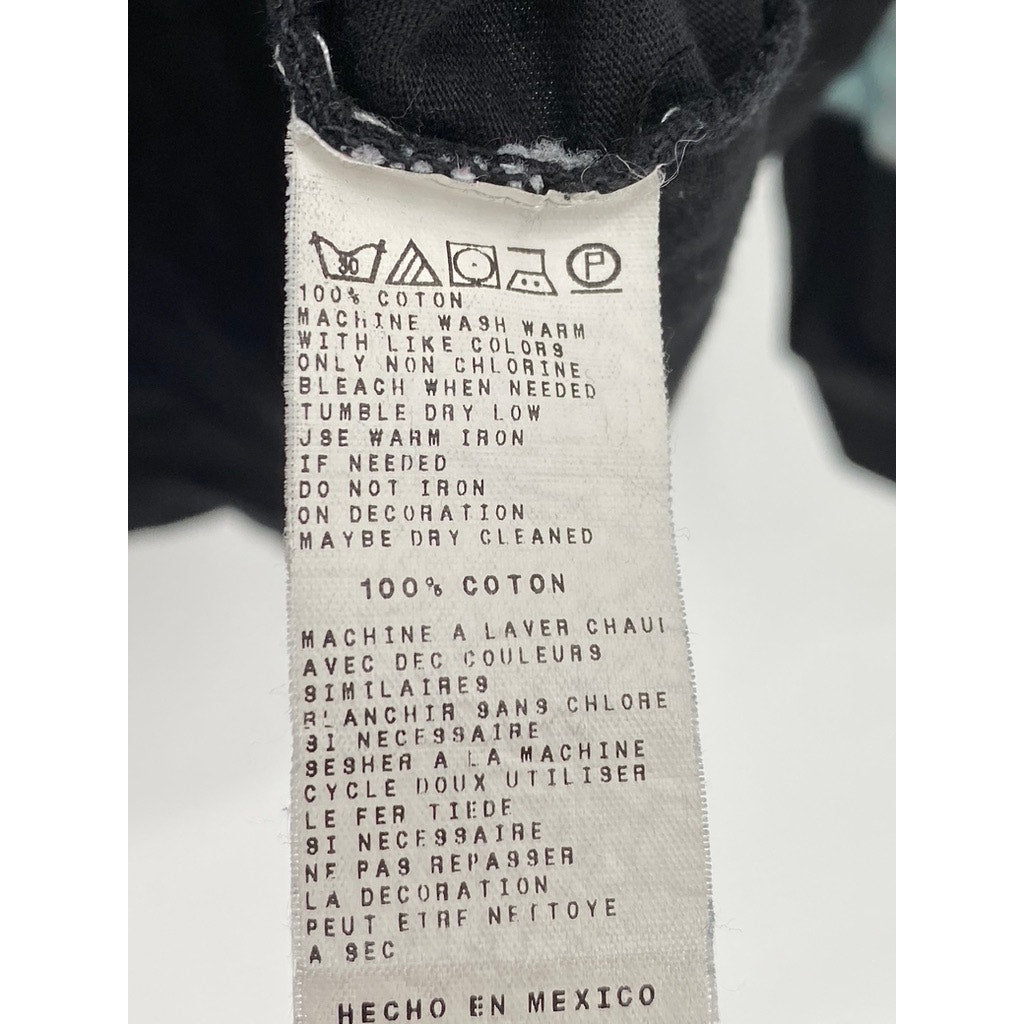 30 P
100% COTON
MACHINE WASH WARM
WITH LIKE COLORS
ONLY NON CHLORINE
BLEACH WHEN NEEDED
TUMBLE DRY LOW
USE WARM IRON
IF NEEDED
DO NOT IRON
ON DECORATION
MAYBE DRY CLEANED
100% COTON
MACHINE A LAVER CHAUI
AVEC DEC COULEURS
SIMILAIRES
BLANCHIR SANS CHLORE
SI NECESSAIRE
SESHER A LA MACHINE
CYCLE DOUX UTILISER
LE FER TIEDE
SI NECESSAIRE
NE PAS REPASSER
LA DECORATION
PEUT ETRE NETTOYE
A SEC
HECHO EN MEXICO